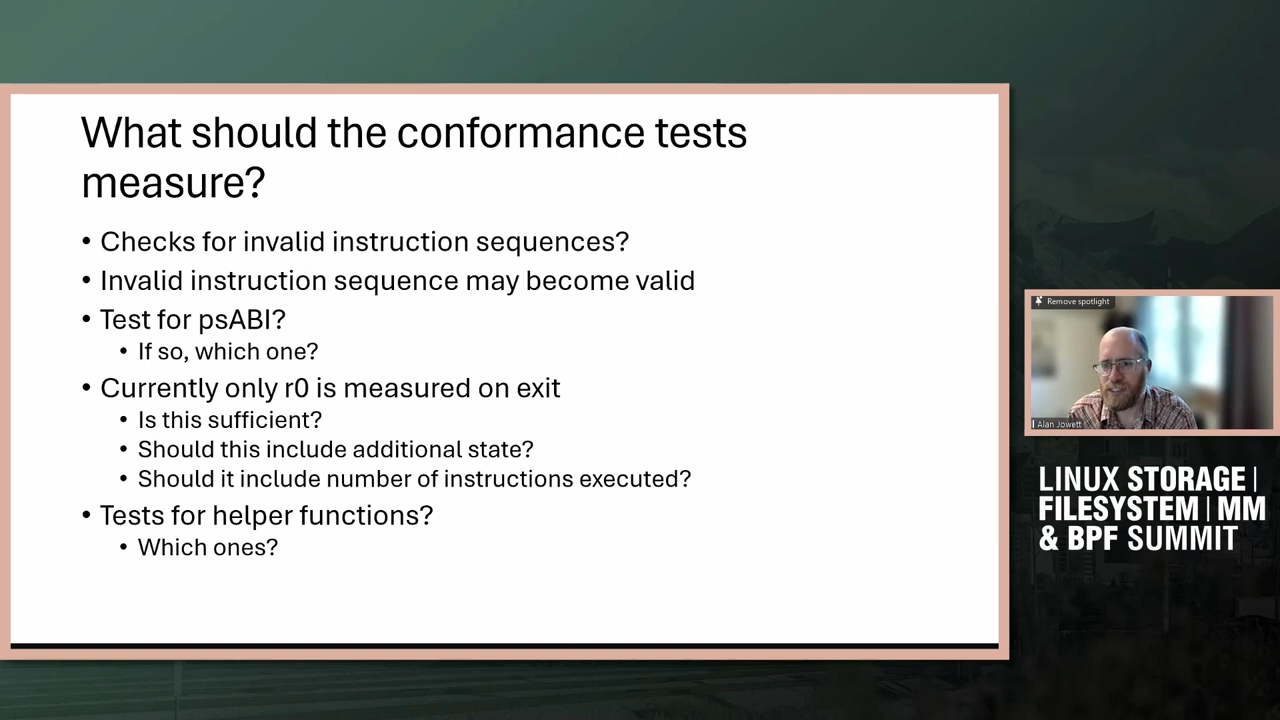 What should the conformance tests
measure?
• Checks for invalid instruction sequences?
• Invalid instruction sequence may become valid
• Test for psABI?
• If so, which one?
• Currently only r0 is measured on exit
• Is this sufficient?
• Should this include additional state?
• Should it include number of instructions executed?
• Tests for helper functions?
• Which ones?
Remove spotlight
Alan Jowett
LINUX STORAGE |
FILESYSTEM | MM
& BPF SUMMIT